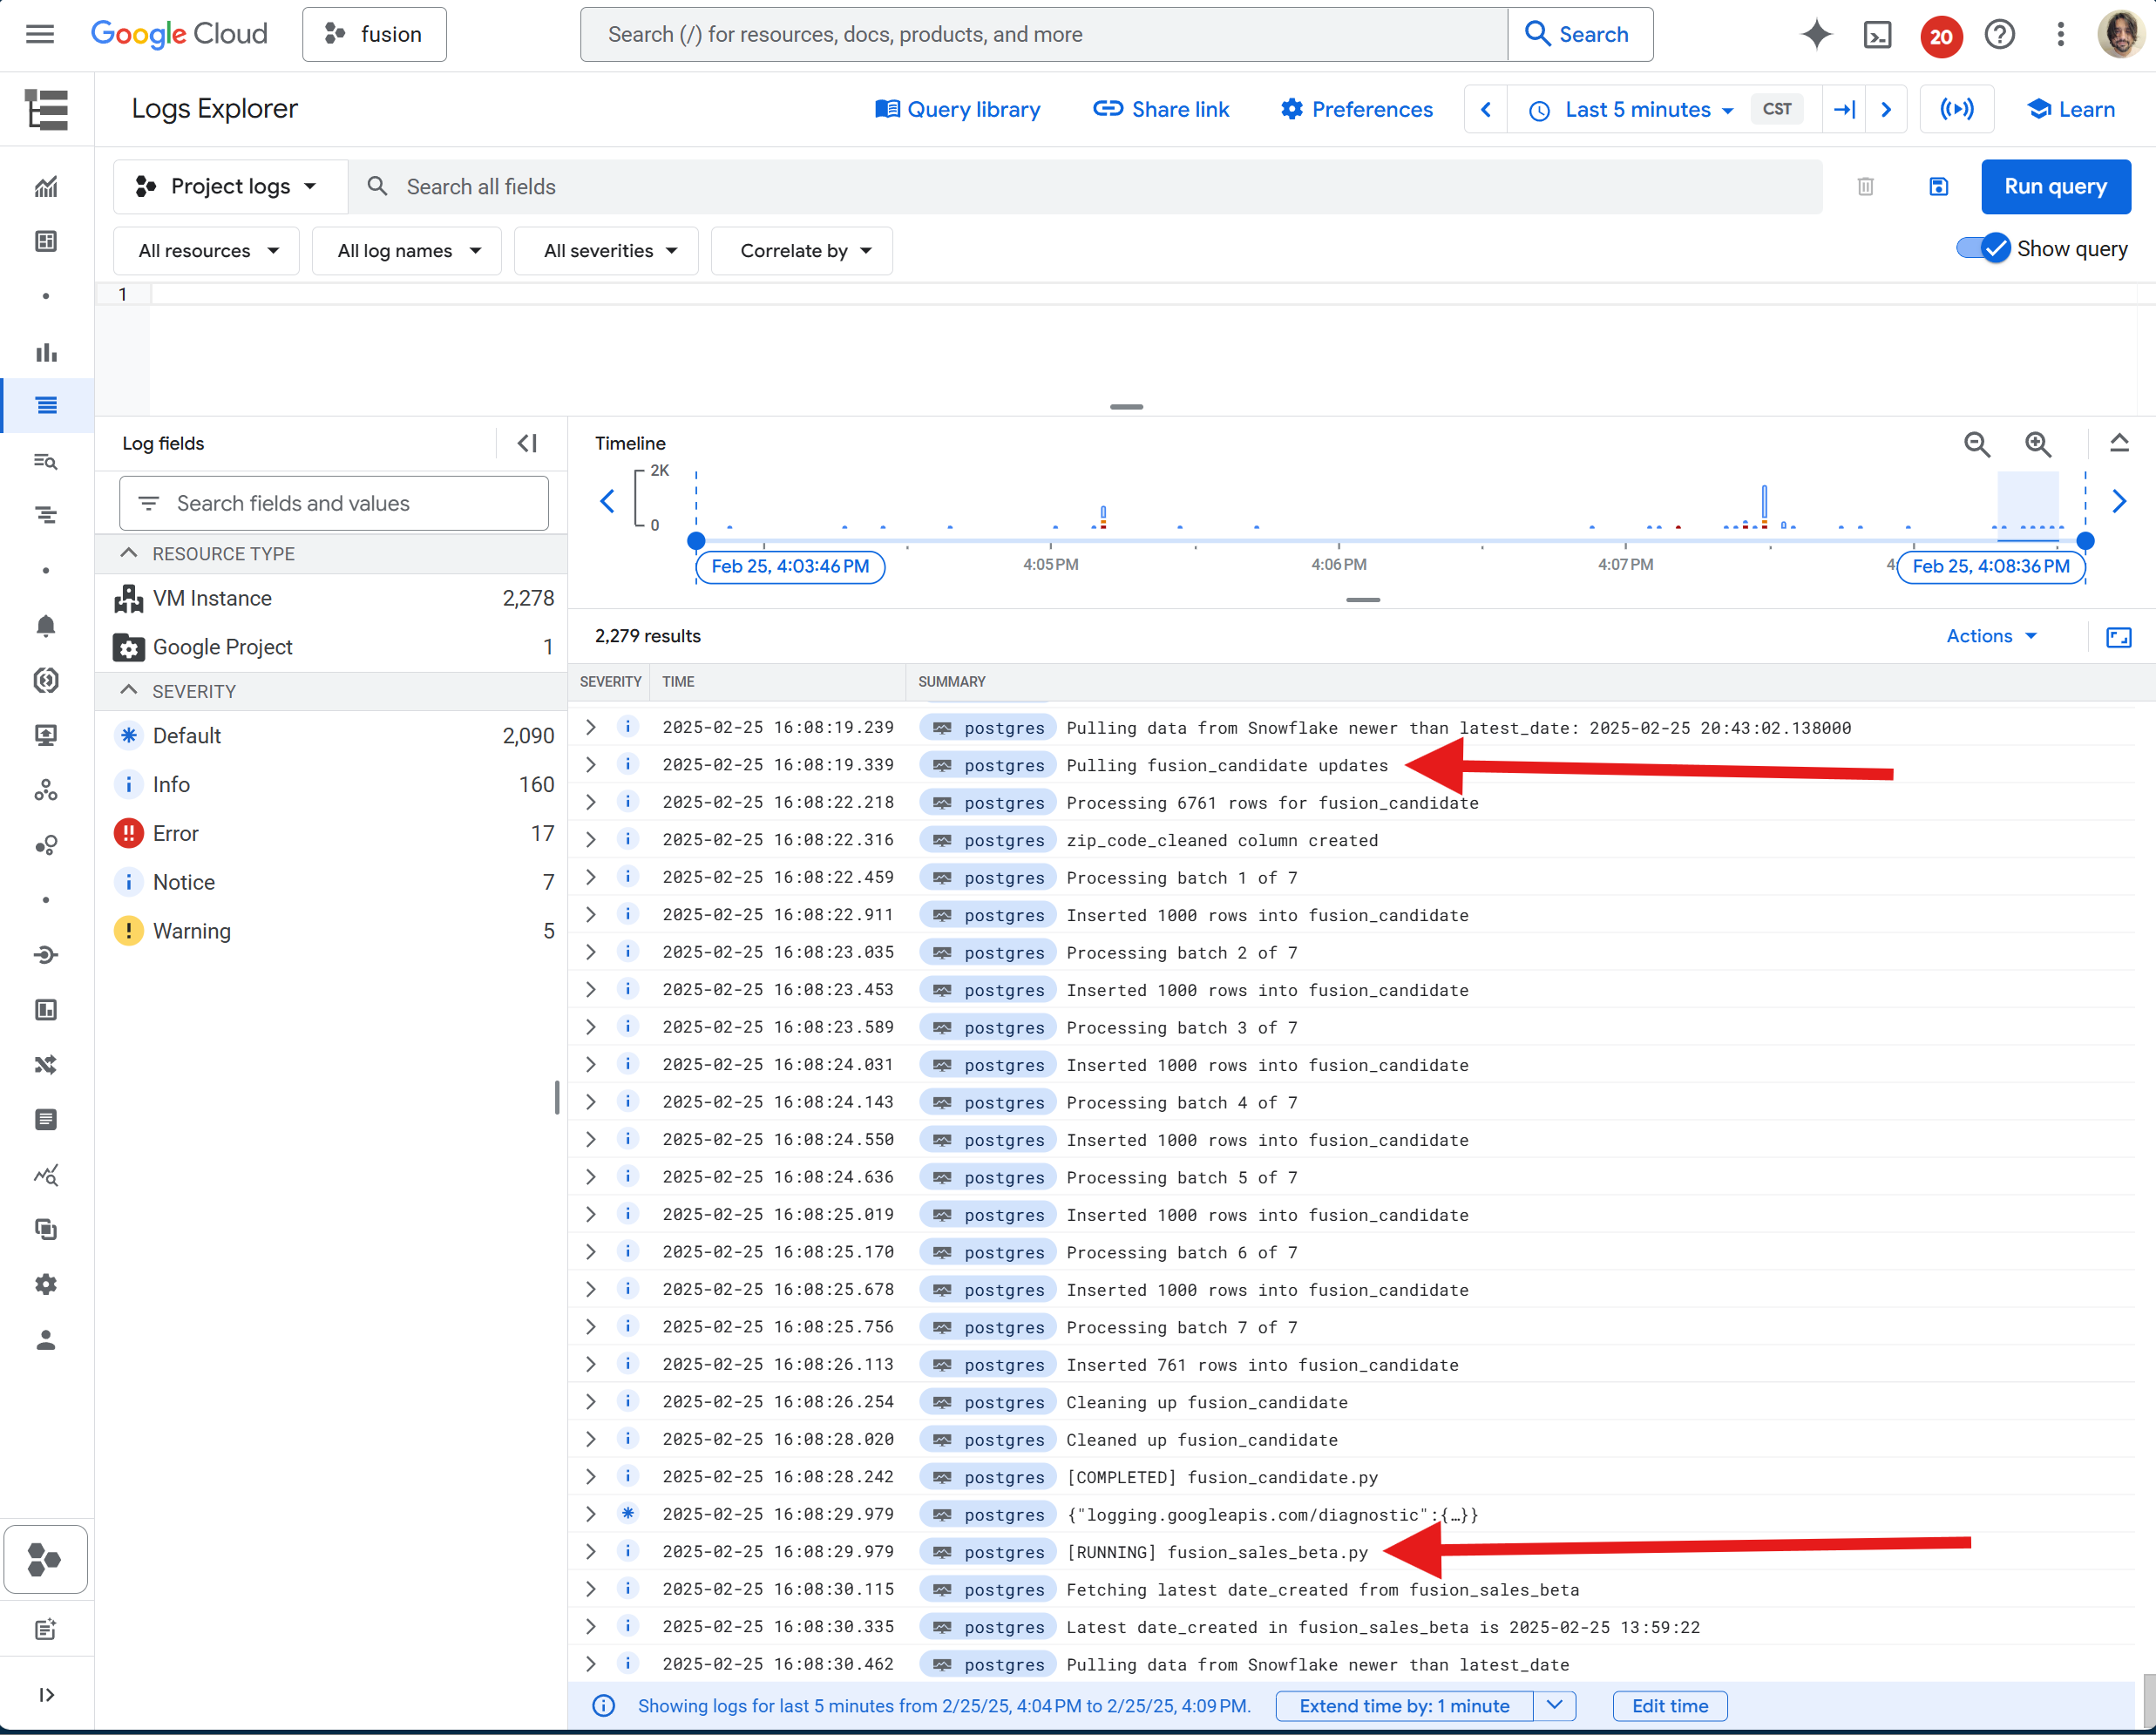 Google Cloud
fusion
Search (/) for resources, docs, products, and more
Search
20
Logs Explorer
Query library
Share link
Preferences
Last 5 minutes
CST
Learn
Project logs
Search all fields
Run query
All resources
All log names
All severities
Correlate by
Show query
1
Log fields
Search fields and values
RESOURCE TYPE
VM Instance 2,278
Google Project 1
SEVERITY
Default 2,090
Info 160
Error 17
Notice 7
Warning 5
Timeline
2K
0
Feb 25, 4:03:46 PM
4:05 PM
4:06 PM
4:07 PM
4:
Feb 25, 4:08:36 PM
2,279 results
Actions
SEVERITY TIME SUMMARY
2025-02-25 16:08:19.239 postgres Pulling data from Snowflake newer than latest_date: 2025-02-25 20:43:02.138000
2025-02-25 16:08:19.339 postgres Pulling fusion_candidate updates
2025-02-25 16:08:22.218 postgres Processing 6761 rows for fusion_candidate
2025-02-25 16:08:22.316 postgres zip_code_cleaned column created
2025-02-25 16:08:22.459 postgres Processing batch 1 of 7
2025-02-25 16:08:22.911 postgres Inserted 1000 rows into fusion_candidate
2025-02-25 16:08:23.035 postgres Processing batch 2 of 7
2025-02-25 16:08:23.453 postgres Inserted 1000 rows into fusion_candidate
2025-02-25 16:08:23.589 postgres Processing batch 3 of 7
2025-02-25 16:08:24.031 postgres Inserted 1000 rows into fusion_candidate
2025-02-25 16:08:24.143 postgres Processing batch 4 of 7
2025-02-25 16:08:24.550 postgres Inserted 1000 rows into fusion_candidate
2025-02-25 16:08:24.636 postgres Processing batch 5 of 7
2025-02-25 16:08:25.019 postgres Inserted 1000 rows into fusion_candidate
2025-02-25 16:08:25.170 postgres Processing batch 6 of 7
2025-02-25 16:08:25.678 postgres Inserted 1000 rows into fusion_candidate
2025-02-25 16:08:25.756 postgres Processing batch 7 of 7
2025-02-25 16:08:26.113 postgres Inserted 761 rows into fusion_candidate
2025-02-25 16:08:26.254 postgres Cleaning up fusion_candidate
2025-02-25 16:08:28.020 postgres Cleaned up fusion_candidate
2025-02-25 16:08:28.242 postgres [COMPLETED] fusion_candidate.py
2025-02-25 16:08:29.979 postgres {"logging.googleapis.com/diagnostic":{…}}
2025-02-25 16:08:29.979 postgres [RUNNING] fusion_sales_beta.py
2025-02-25 16:08:30.115 postgres Fetching latest date_created from fusion_sales_beta
2025-02-25 16:08:30.335 postgres Latest date_created in fusion_sales_beta is 2025-02-25 13:59:22
2025-02-25 16:08:30.462 postgres Pulling data from Snowflake newer than latest_date
Showing logs for last 5 minutes from 2/25/25, 4:04 PM to 2/25/25, 4:09 PM.
Extend time by: 1 minute
Edit time